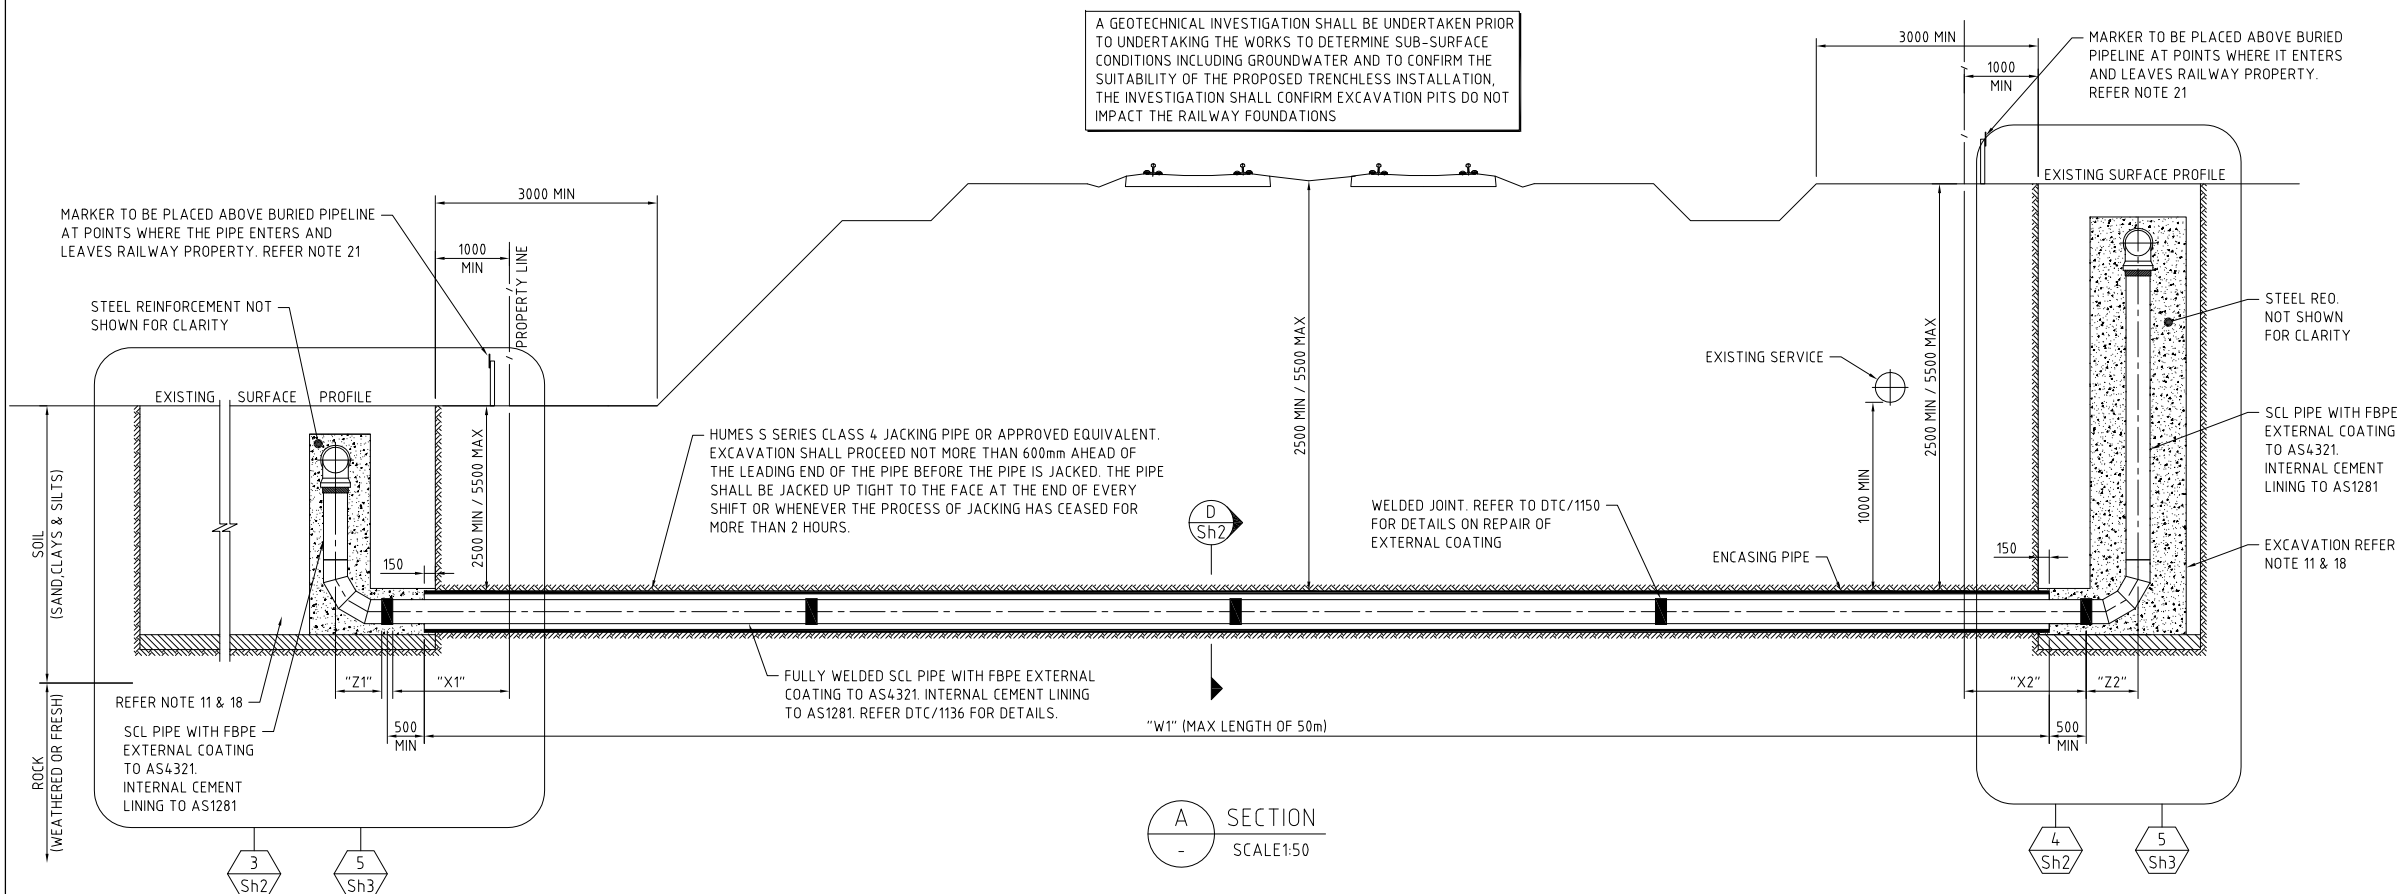 A GEOTECHNICAL INVESTIGATION SHALL BE UNDERTAKEN PRIOR
TO UNDERTAKING THE WORKS TO DETERMINE SUB-SURFACE
CONDITIONS INCLUDING GROUNDWATER AND TO CONFIRM THE
SUITABILITY OF THE PROPOSED TRENCHLESS INSTALLATION,
THE INVESTIGATION SHALL CONFIRM EXCAVATION PITS DO NOT
IMPACT THE RAILWAY FOUNDATIONS
3000 MIN
1000
MIN
MARKER TO BE PLACED ABOVE BURIED
PIPELINE AT POINTS WHERE IT ENTERS
AND LEAVES RAILWAY PROPERTY.
REFER NOTE 21
EXISTING SURFACE PROFILE
MARKER TO BE PLACED ABOVE BURIED PIPELINE
AT POINTS WHERE THE PIPE ENTERS AND
LEAVES RAILWAY PROPERTY. REFER NOTE 21
3000 MIN
1000
MIN
PROPERTY LINE
STEEL REINFORCEMENT NOT
SHOWN FOR CLARITY
EXISTING SURFACE PROFILE
2500 MIN / 5500 MAX
HUMES S SERIES CLASS 4 JACKING PIPE OR APPROVED EQUIVALENT.
EXCAVATION SHALL PROCEED NOT MORE THAN 600mm AHEAD OF
THE LEADING END OF THE PIPE BEFORE THE PIPE IS JACKED. THE PIPE
SHALL BE JACKED UP TIGHT TO THE FACE AT THE END OF EVERY
SHIFT OR WHENEVER THE PROCESS OF JACKING HAS CEASED FOR
MORE THAN 2 HOURS.
2500 MIN / 5500 MAX
D
Sh2
WELDED JOINT. REFER TO DTC/1150
FOR DETAILS ON REPAIR OF
EXTERNAL COATING
EXISTING SERVICE
1000 MIN
2500 MIN / 5500 MAX
ENCASING PIPE
STEEL REO.
NOT SHOWN
FOR CLARITY
SCL PIPE WITH FBPE
EXTERNAL COATING
TO AS4321.
INTERNAL CEMENT
LINING TO AS1281
EXCAVATION REFER
NOTE 11 & 18
150
150
SOIL
(SAND,CLAYS & SILTS)
ROCK
(WEATHERED OR FRESH)
REFER NOTE 11 & 18
SCL PIPE WITH FBPE
EXTERNAL COATING
TO AS4321.
INTERNAL CEMENT
LINING TO AS1281
"Z1"
"X1"
500
MIN
FULLY WELDED SCL PIPE WITH FBPE EXTERNAL
COATING TO AS4321. INTERNAL CEMENT LINING
TO AS1281. REFER DTC/1136 FOR DETAILS.
"W1" (MAX LENGTH OF 50m)
"X2"
"Z2"
500
MIN
A
-
SECTION
SCALE1:50
3
Sh2
5
Sh3
4
Sh2
5
Sh3